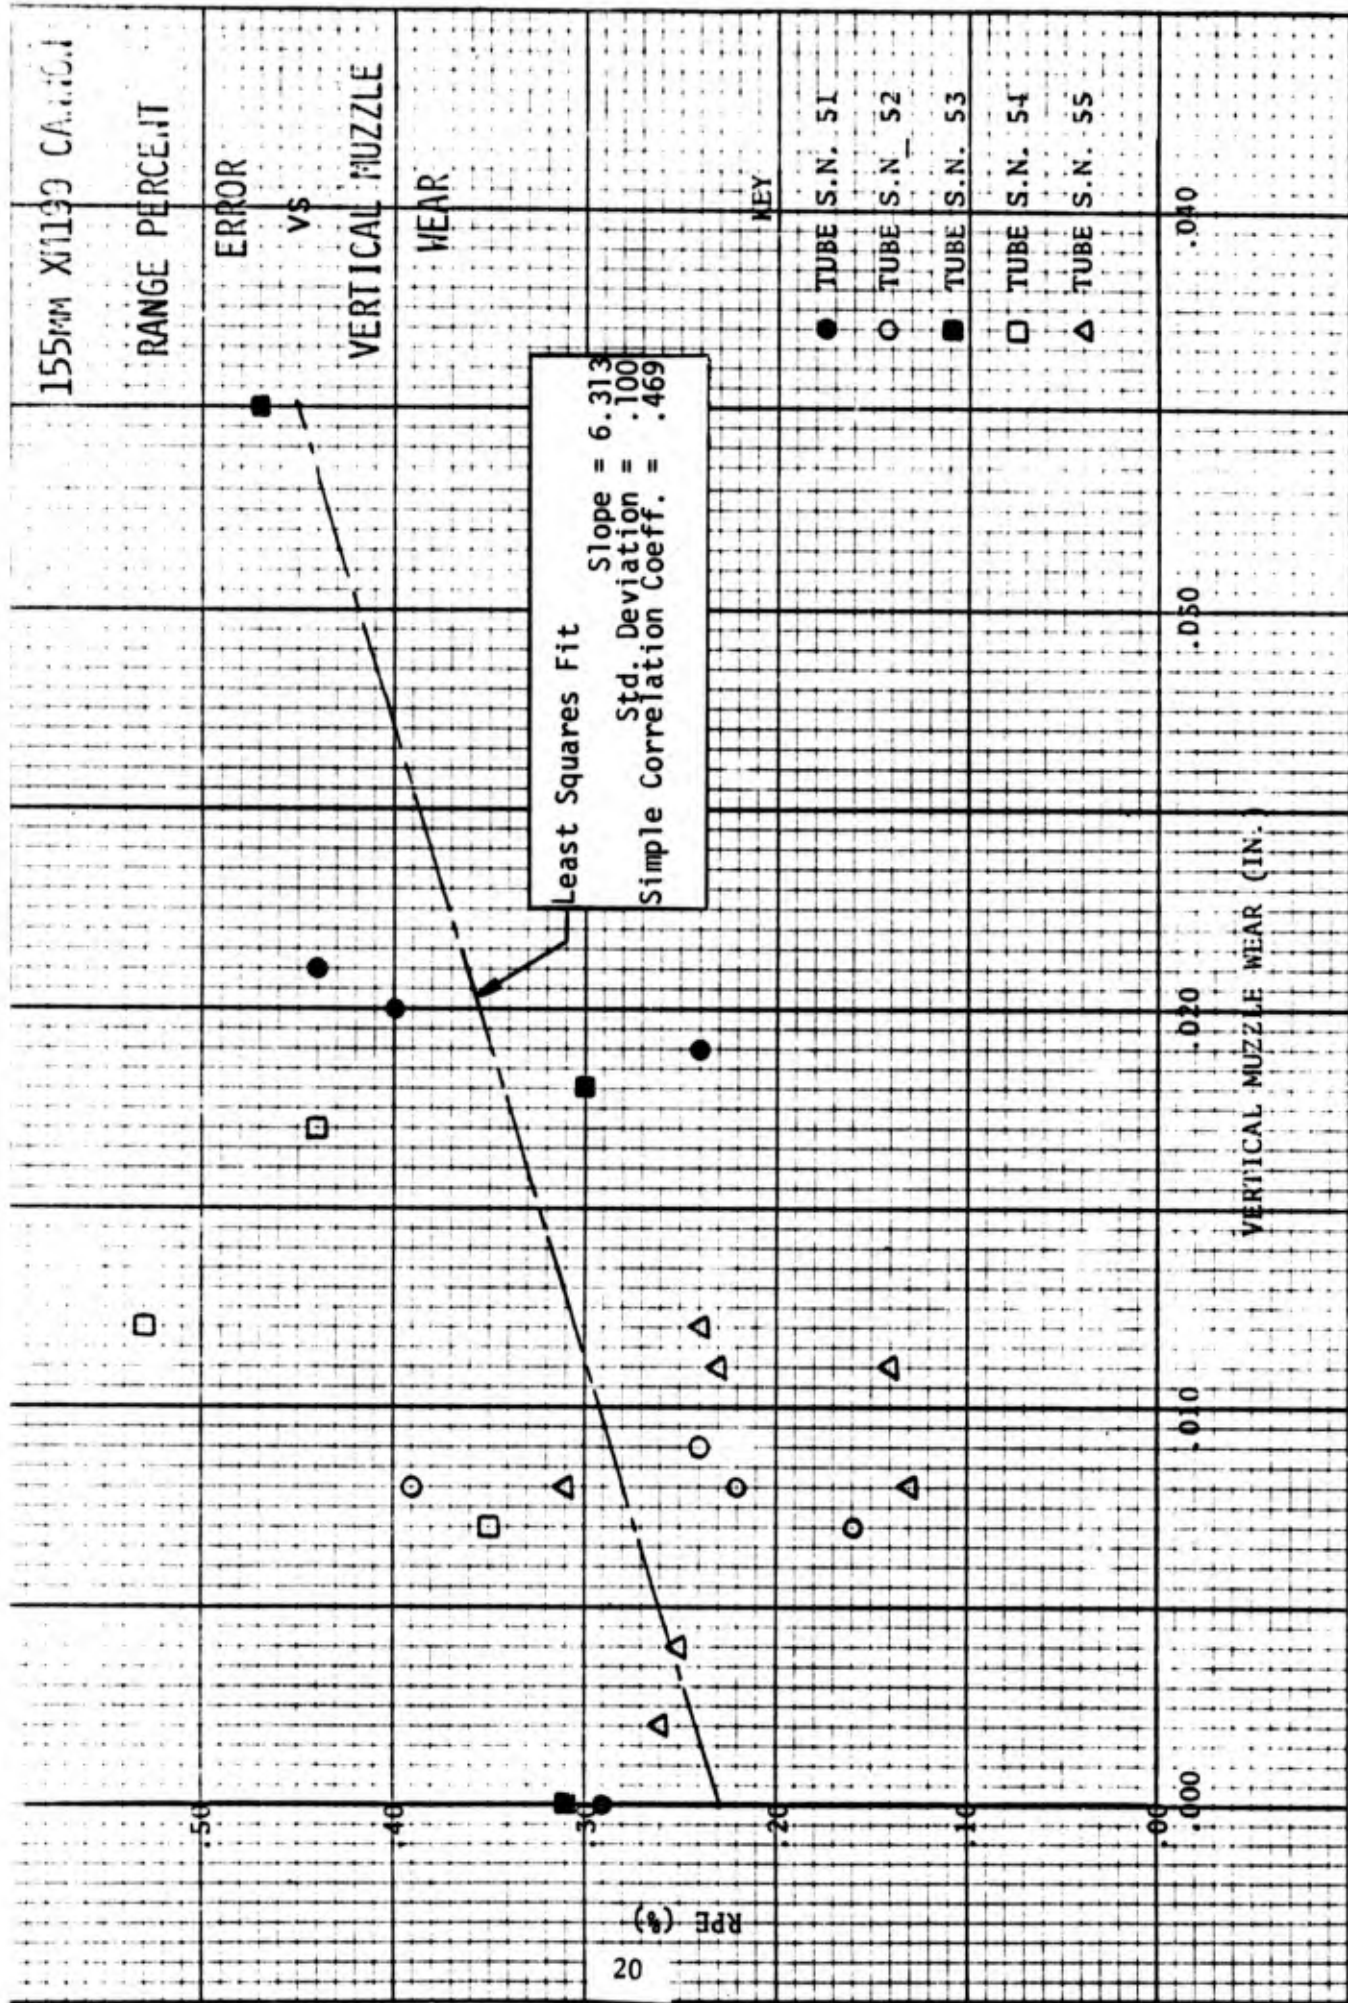 155MM
RANGE PERCENT
ERROR
VS
VERTICAL MUZZLE
WEAR
Least Squares Fit
Slope = 6.313
Std. Deviation = .100
Simple Correlation Coeff. = .469
KEY
TUBE S.N. 51
TUBE S.N. 52
TUBE S.N. 53
TUBE S.N. 54
TUBE S.N. 55
.50
.40
.30
.20
.10
.00
RPE (%)
.000
.010
.020
.040
VERTICAL MUZZLE WEAR (IN.)
20